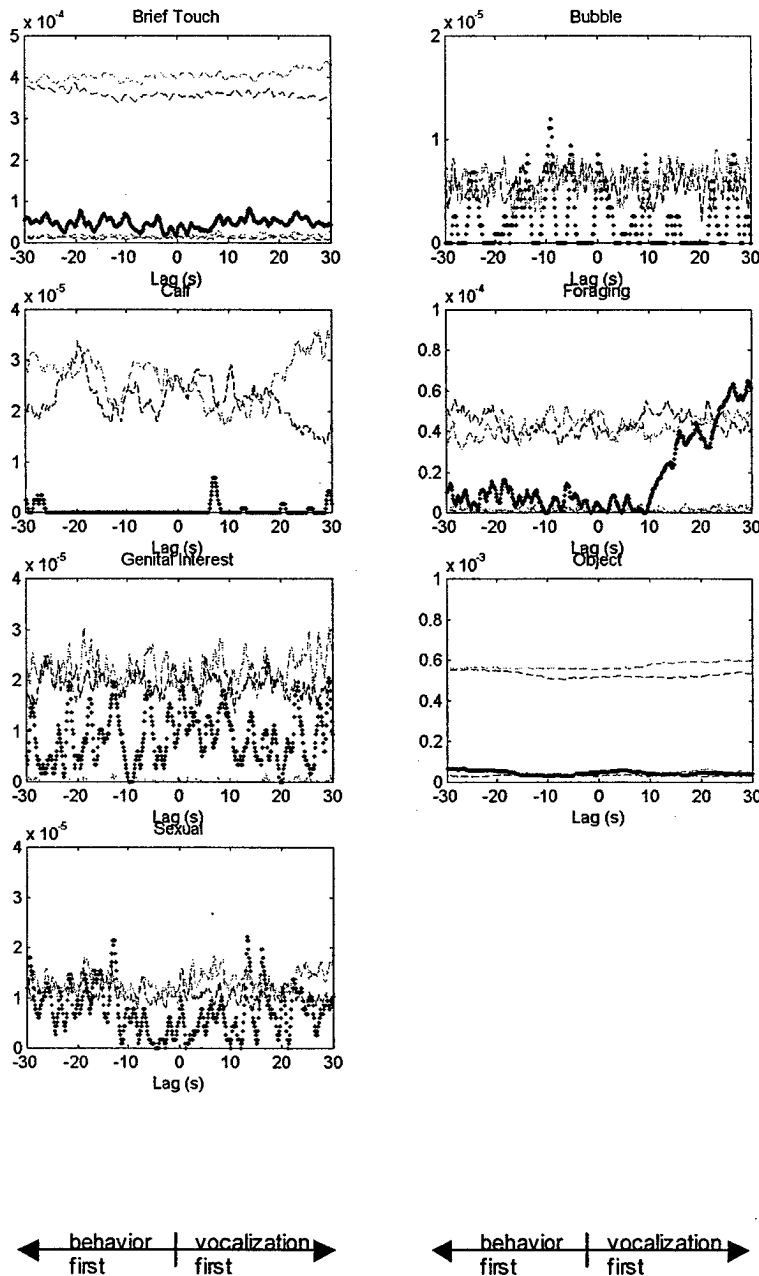 Brief Touch
x 10-4
5
4
3
2
1
0
-30 -20 -10 0 10 20 30
Lag (s)
Bubble
x 10-5
2
1
0
-30 -20 -10 0 10 20 30
Lag (s)
Calf
x 10-5
4
3
2
1
0
-30 -20 -10 0 10 20 30
Lag (s)
Foraging
x 10-4
1
0.8
0.6
0.4
0.2
0
-30 -20 -10 0 10 20 30
Lag (s)
Genital Interest
x 10-5
4
3
2
1
0
-30 -20 -10 0 10 20 30
Lag (s)
Object
x 10-3
1
0.8
0.6
0.4
0.2
0
-30 -20 -10 0 10 20 30
Lag (s)
Sexual
x 10-5
4
3
2
1
0
-30 -20 -10 0 10 20 30
Lag (s)
behavior vocalization
first first
behavior vocalization
first first